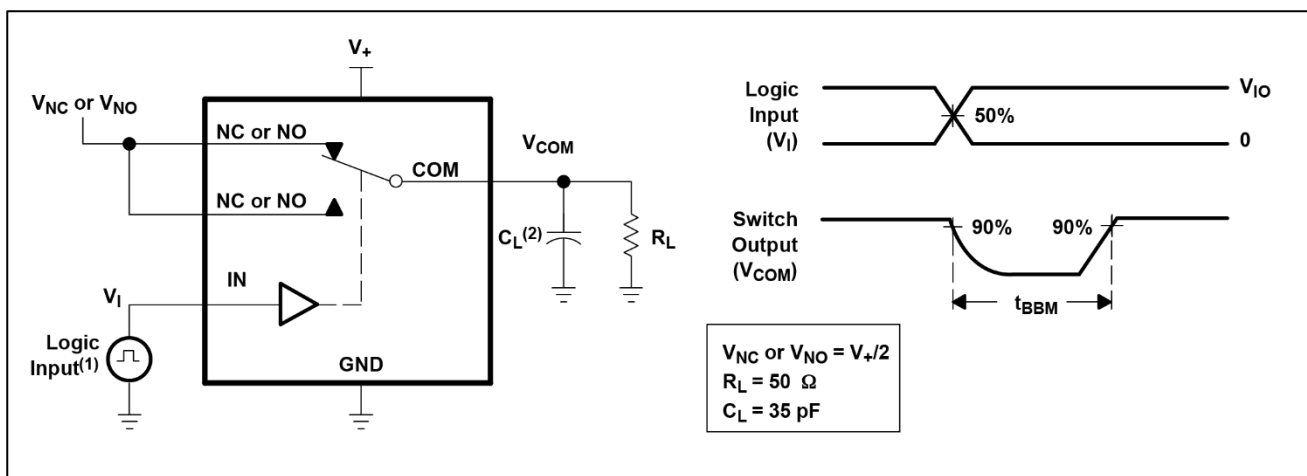 V+
VNC or VNO
NC or NO
VCOM
COM
NC or NO
CL(2)
RL
IN
VI
Logic
Input(1)
GND
Logic
Input
(VI)
50%
VIO
0
Switch
Output
(VCOM)
90%
90%
tBBM
VNC or VNO = V+/2
RL = 50 Ω
CL = 35 pF